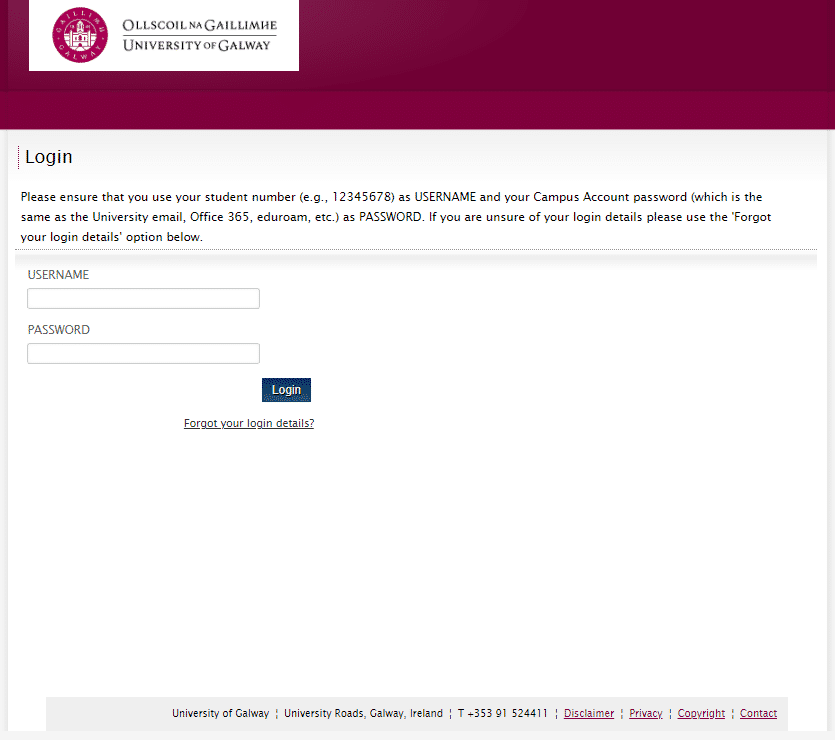 GAILLIMH
GALWAY
OLLSCOIL NA GAILLIMHE
UNIVERSITY OF GALWAY
Login
Please ensure that you use your student number (e.g., 12345678) as USERNAME and your Campus Account password (which is the
same as the University email, Office 365, eduroam, etc.) as PASSWORD. If you are unsure of your login details please use the 'Forgot
your login details' option below.
USERNAME
PASSWORD
Login
Forgot your login details?
University of Galway ¦ University Roads, Galway, Ireland ¦ T +353 91 524411 ¦ Disclaimer ¦ Privacy ¦ Copyright ¦ Contact